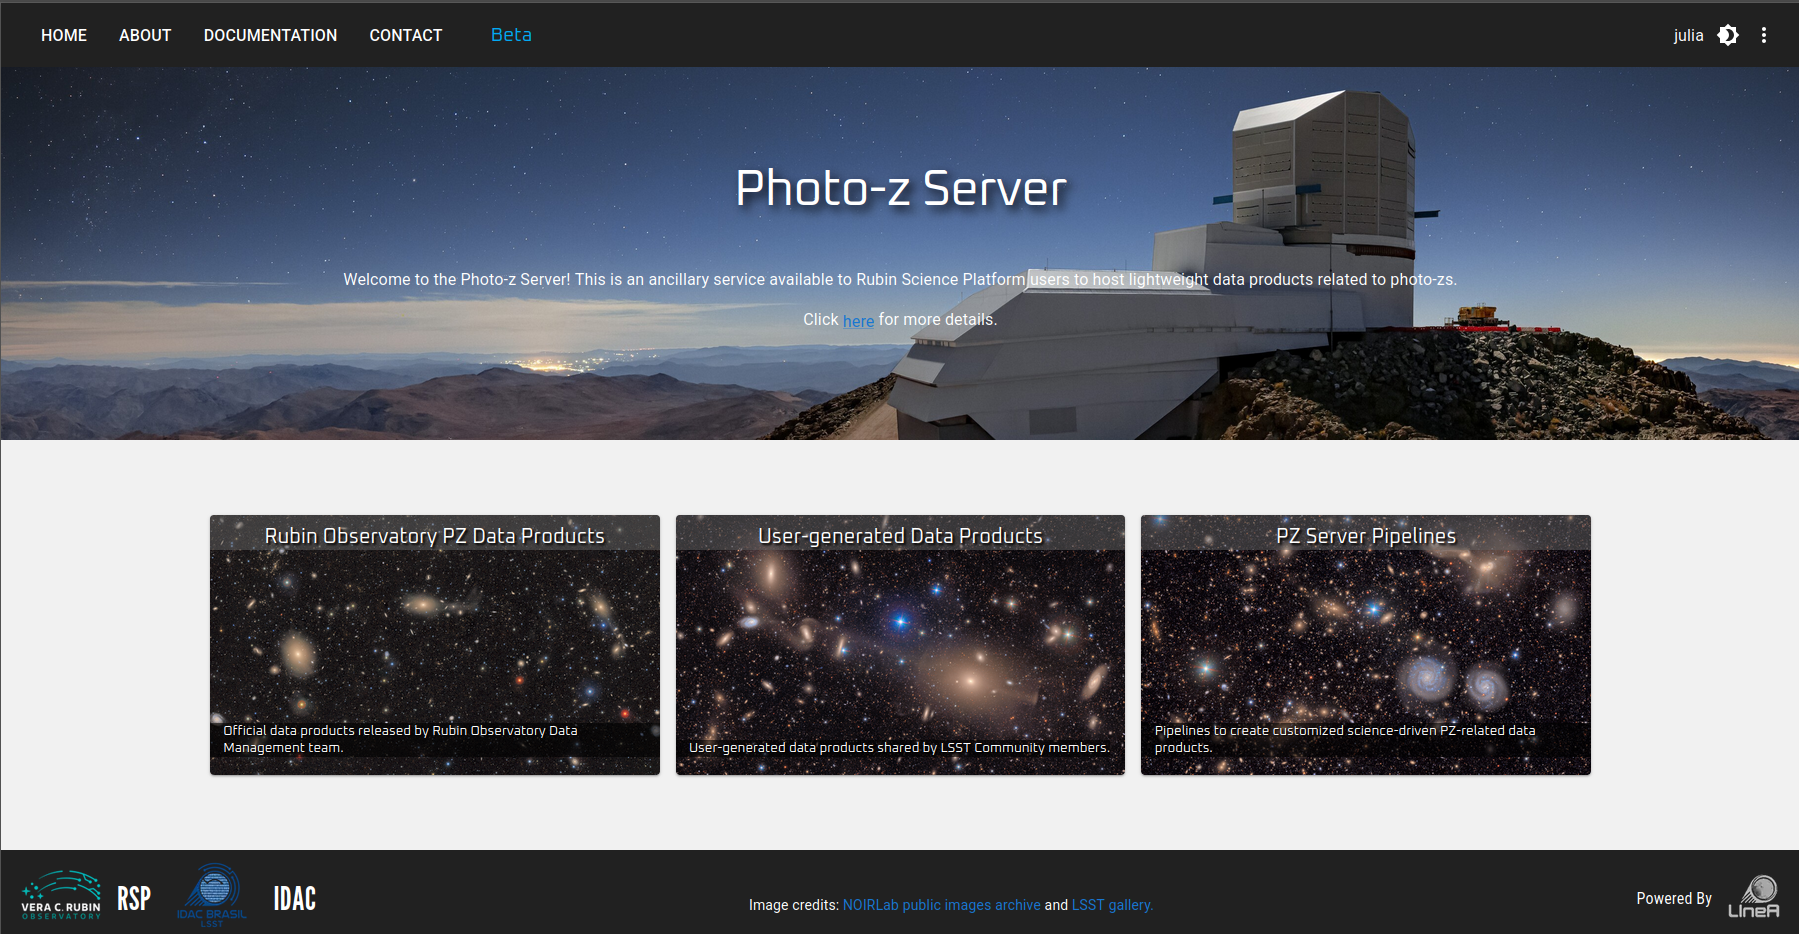 HOME ABOUT DOCUMENTATION CONTACT Beta julia
Photo-z Server
Welcome to the Photo-z Server! This is an ancillary service available to Rubin Science Platform users to host lightweight data products related to photo-zs.
Click here for more details.
Rubin Observatory PZ Data Products
Official data products released by Rubin Observatory Data
Management team.
User-generated Data Products
User-generated data products shared by LSST Community members.
PZ Server Pipelines
Pipelines to create customized science-driven PZ-related data
products.
VERA C. RUBIN
OBSERVATORY
RSP
IDAC BRASIL
LSST
IDAC
Image credits: NOIRLab public images archive and LSST gallery.
Powered By
LIneA